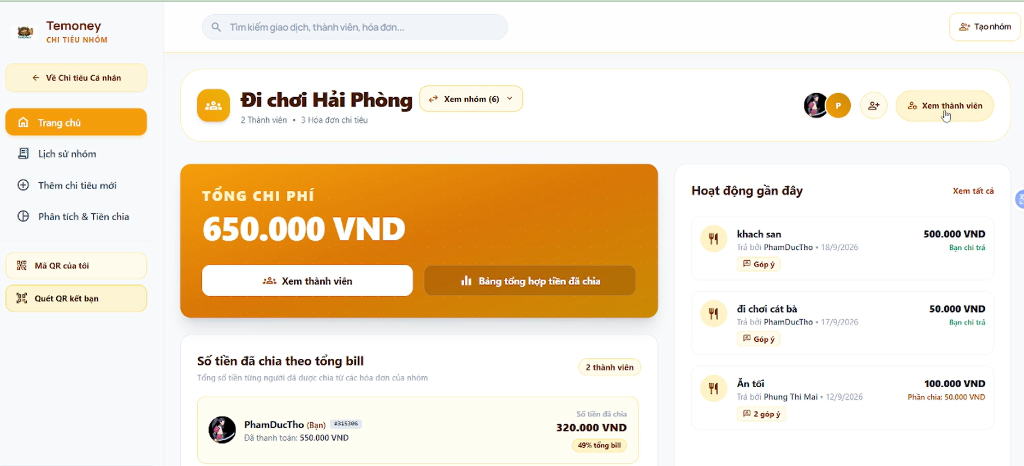 Temoney
CHI TIÊU NHÓM
Tìm kiếm giao dịch, thành viên, hóa đơn...
Tạo nhóm
Về Chi tiêu Cá nhân
Trang chủ
Lịch sử nhóm
Thêm chi tiêu mới
Phân tích & Tiền chia
Mã QR của tôi
Quét QR kết bạn
Đi chơi Hải Phòng
Xem nhóm (6)
2 Thành viên • 3 Hóa đơn chi tiêu
P
Xem thành viên
TỔNG CHI PHÍ
650.000 VND
Xem thành viên
Bảng tổng hợp tiền đã chia
Số tiền đã chia theo tổng bill
Tổng số tiền từng người đã được chia từ các hóa đơn của nhóm
2 thành viên
PhamDucTho (Bạn) #315306
Đã thanh toán: 550.000 VND
Số tiền đã chia
320.000 VND
49% tổng bill
Hoạt động gần đây
Xem tất cả
khach san
500.000 VND
Trả bởi PhamDucTho • 18/9/2026
Bạn chi trả
Góp ý
đi chơi cát bà
50.000 VND
Trả bởi PhamDucTho • 17/9/2026
Bạn chi trả
Góp ý
Ăn tối
100.000 VND
Trả bởi Phung Thi Mai • 12/9/2026
Phần chia: 50.000 VND
2 góp ý